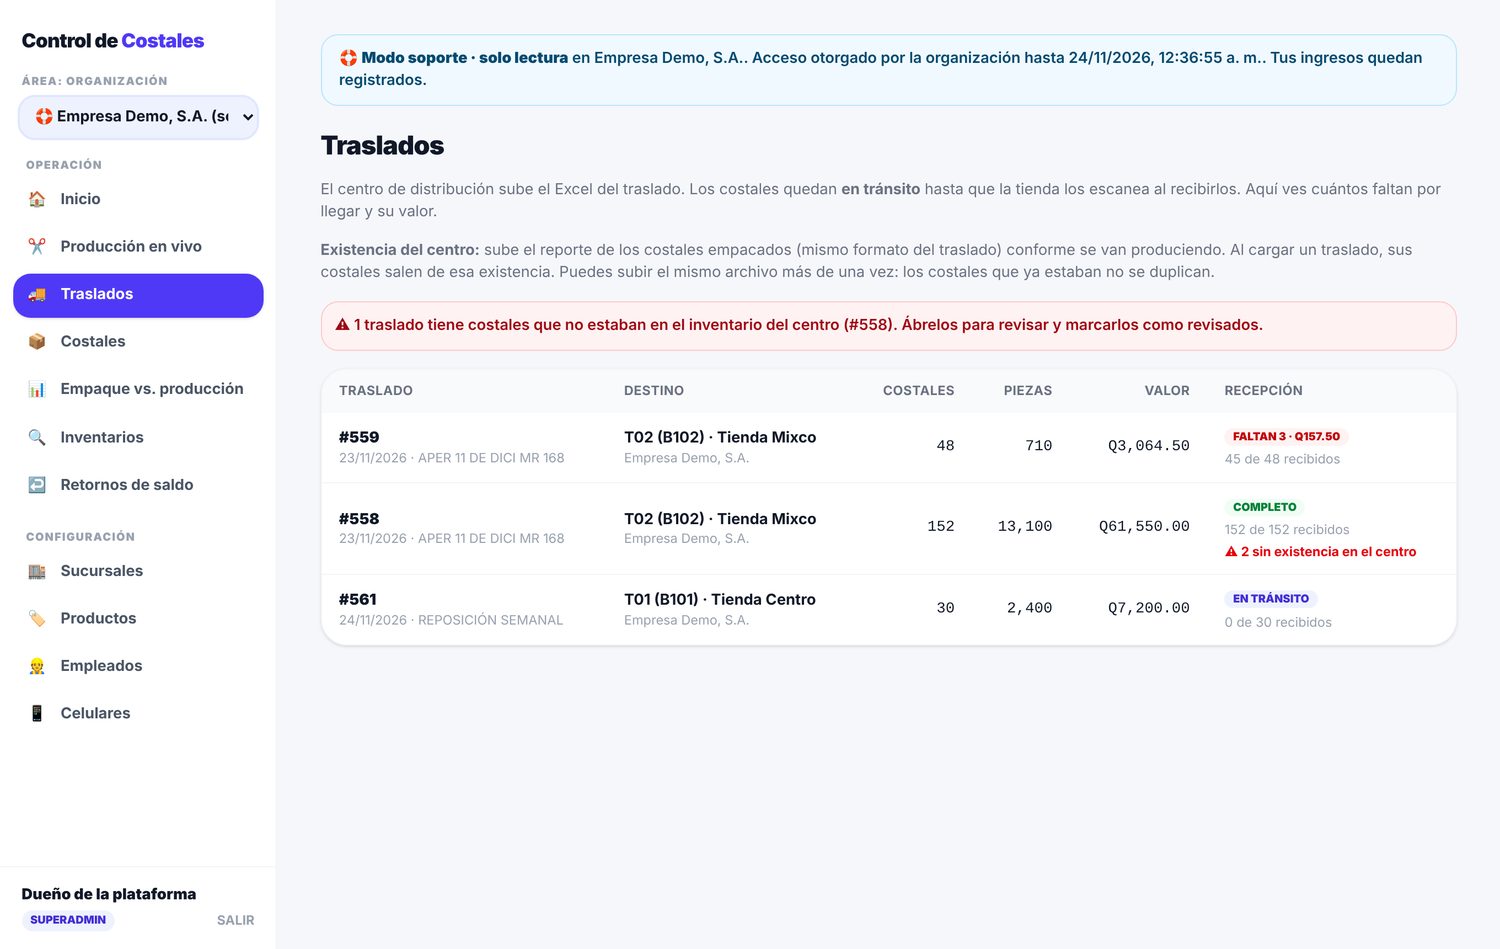 Control de Costales
ÁREA: ORGANIZACIÓN
Empresa Demo, S.A. (s
OPERACIÓN
Inicio
Producción en vivo
Traslados
Costales
Empaque vs. producción
Inventarios
Retornos de saldo
CONFIGURACIÓN
Sucursales
Productos
Empleados
Celulares
Dueño de la plataforma
SUPERADMIN
SALIR
Modo soporte · solo lectura en Empresa Demo, S.A.. Acceso otorgado por la organización hasta 24/11/2026, 12:36:55 a. m.. Tus ingresos quedan
registrados.
Traslados
El centro de distribución sube el Excel del traslado. Los costales quedan en tránsito hasta que la tienda los escanea al recibirlos. Aquí ves cuántos faltan por
llegar y su valor.
Existencia del centro: sube el reporte de los costales empacados (mismo formato del traslado) conforme se van produciendo. Al cargar un traslado, sus
costales salen de esa existencia. Puedes subir el mismo archivo más de una vez: los costales que ya estaban no se duplican.
⚠ 1 traslado tiene costales que no estaban en el inventario del centro (#558). Ábrelos para revisar y marcarlos como revisados.
TRASLADO DESTINO COSTALES PIEZAS VALOR RECEPCIÓN
#559 T02 (B102) · Tienda Mixco 48 710 Q3,064.50 FALTAN 3 · Q157.50
23/11/2026 · APER 11 DE DICI MR 168 Empresa Demo, S.A. 45 de 48 recibidos
#558 T02 (B102) · Tienda Mixco 152 13,100 Q61,550.00 COMPLETO
23/11/2026 · APER 11 DE DICI MR 168 Empresa Demo, S.A. 152 de 152 recibidos
⚠ 2 sin existencia en el centro
#561 T01 (B101) · Tienda Centro 30 2,400 Q7,200.00 EN TRÁNSITO
24/11/2026 · REPOSICIÓN SEMANAL Empresa Demo, S.A. 0 de 30 recibidos